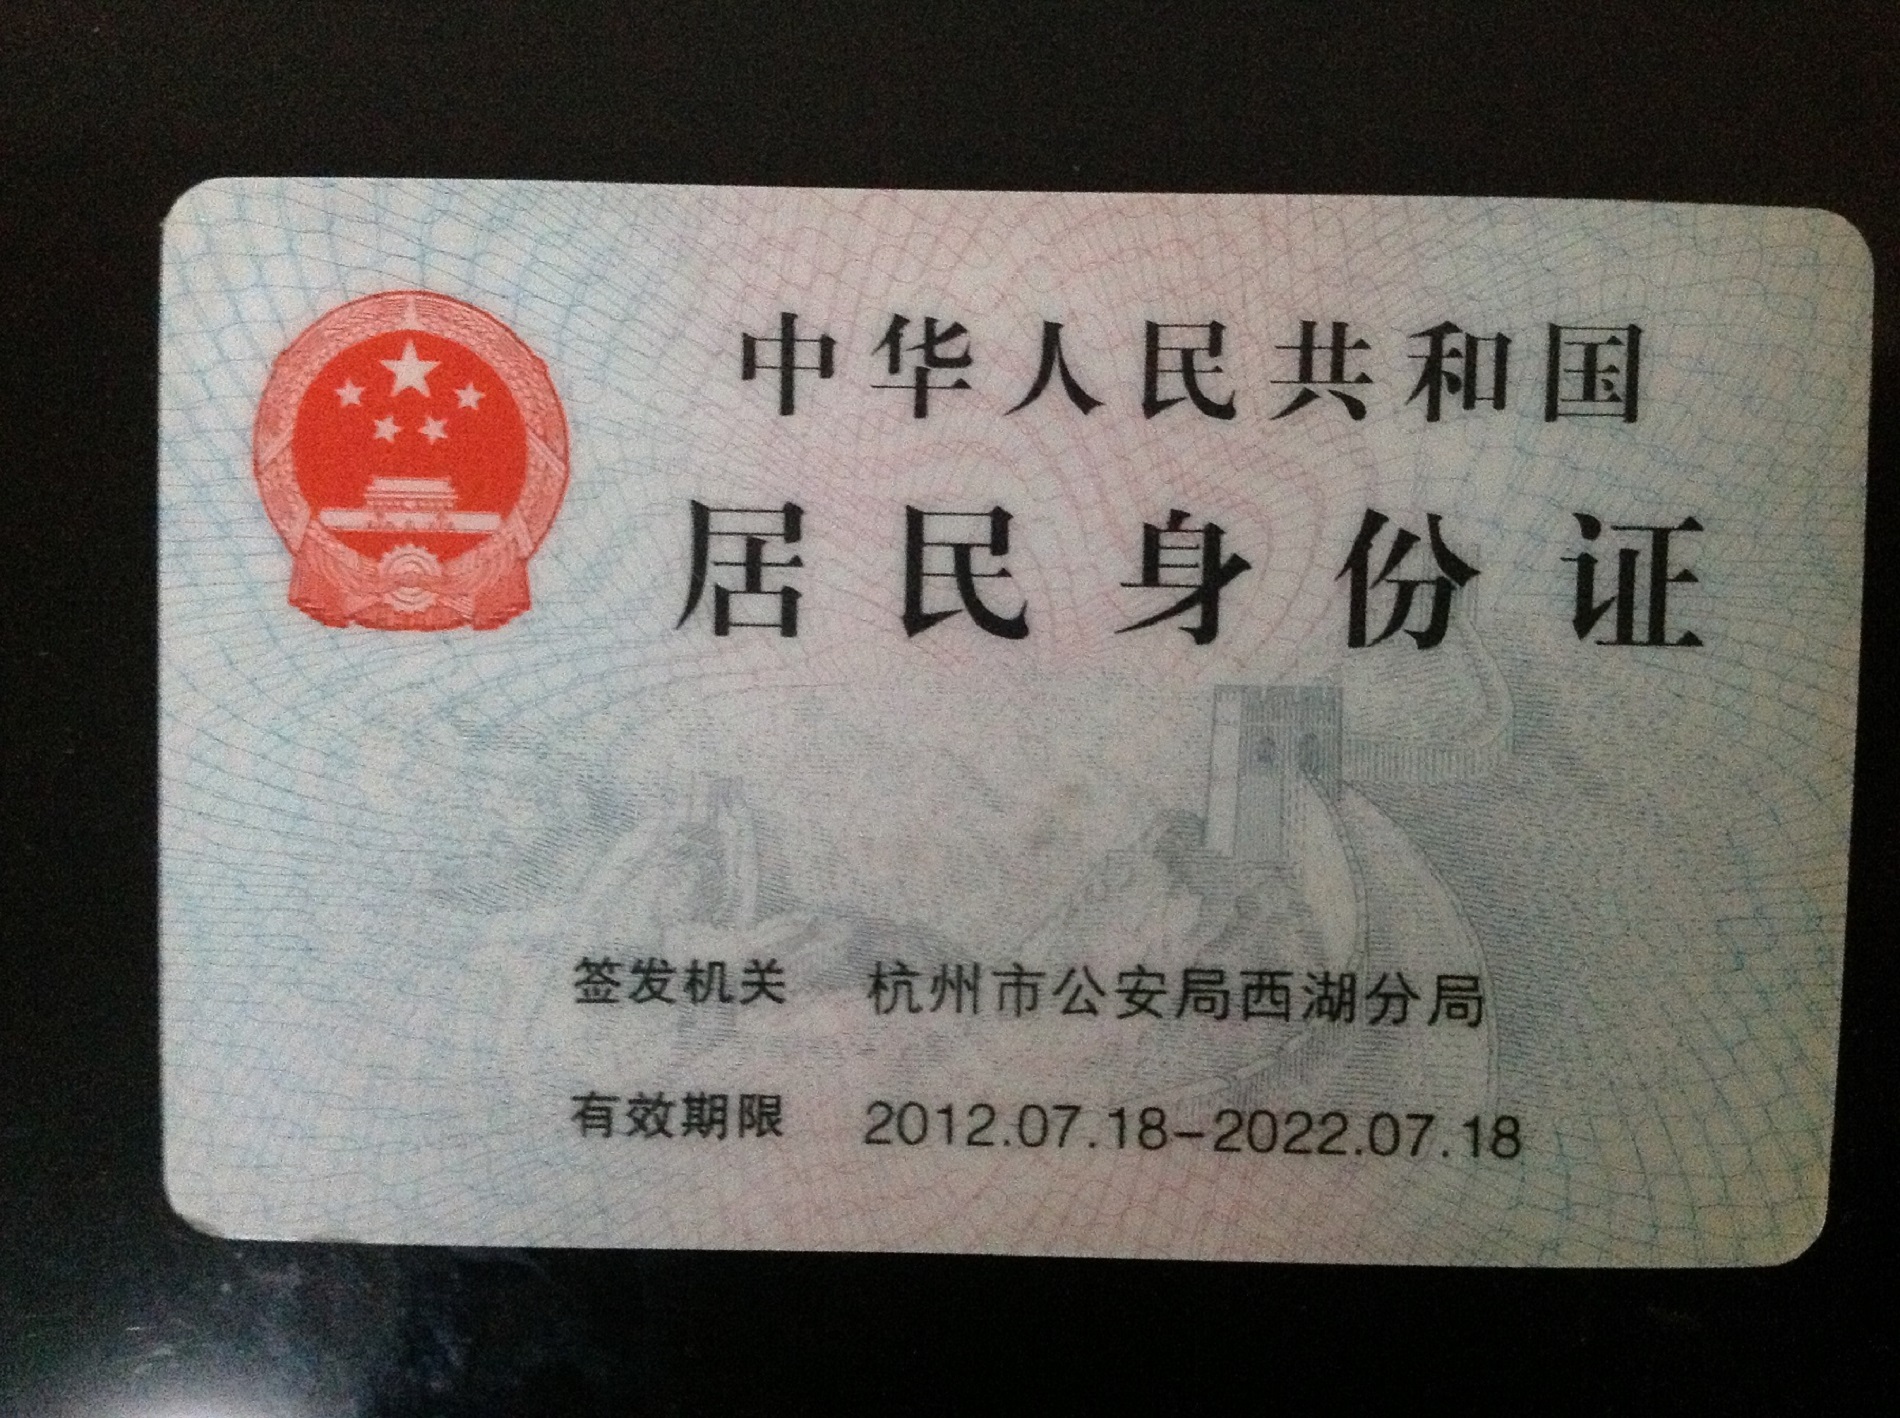 中华人民共和国
居民身份证
签发机关 杭州市公安局西湖分局
有效期限 2012.07.18-2022.07.18